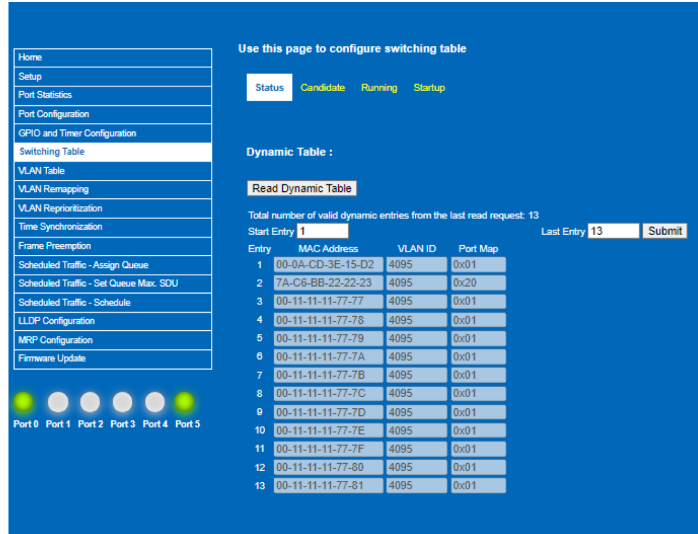 Use this page to configure switching table
Home
Setup
Port Statistics
Port Configuration
GPIO and Timer Configuration
Switching Table
VLAN Table
VLAN Remapping
VLAN Reprioritization
Time Synchronization
Frame Preemption
Scheduled Traffic - Assign Queue
Scheduled Traffic - Set Queue Max. SDU
Scheduled Traffic - Schedule
LLDP Configuration
MRP Configuration
Firmware Update
Port 0 Port 1 Port 2 Port 3 Port 4 Port 5
Status Candidate Running Startup
Dynamic Table :
Read Dynamic Table
Total number of valid dynamic entries from the last read request: 13
Start Entry 1 Last Entry 13 Submit
Entry MAC Address VLAN ID Port Map
1 00-0A-CD-3E-15-D2 4095 0x01
2 7A-C6-BB-22-22-23 4095 0x20
3 00-11-11-11-77-77 4095 0x01
4 00-11-11-11-77-78 4095 0x01
5 00-11-11-11-77-79 4095 0x01
6 00-11-11-11-77-7A 4095 0x01
7 00-11-11-11-77-7B 4095 0x01
8 00-11-11-11-77-7C 4095 0x01
9 00-11-11-11-77-7D 4095 0x01
10 00-11-11-11-77-7E 4095 0x01
11 00-11-11-11-77-7F 4095 0x01
12 00-11-11-11-77-80 4095 0x01
13 00-11-11-11-77-81 4095 0x01